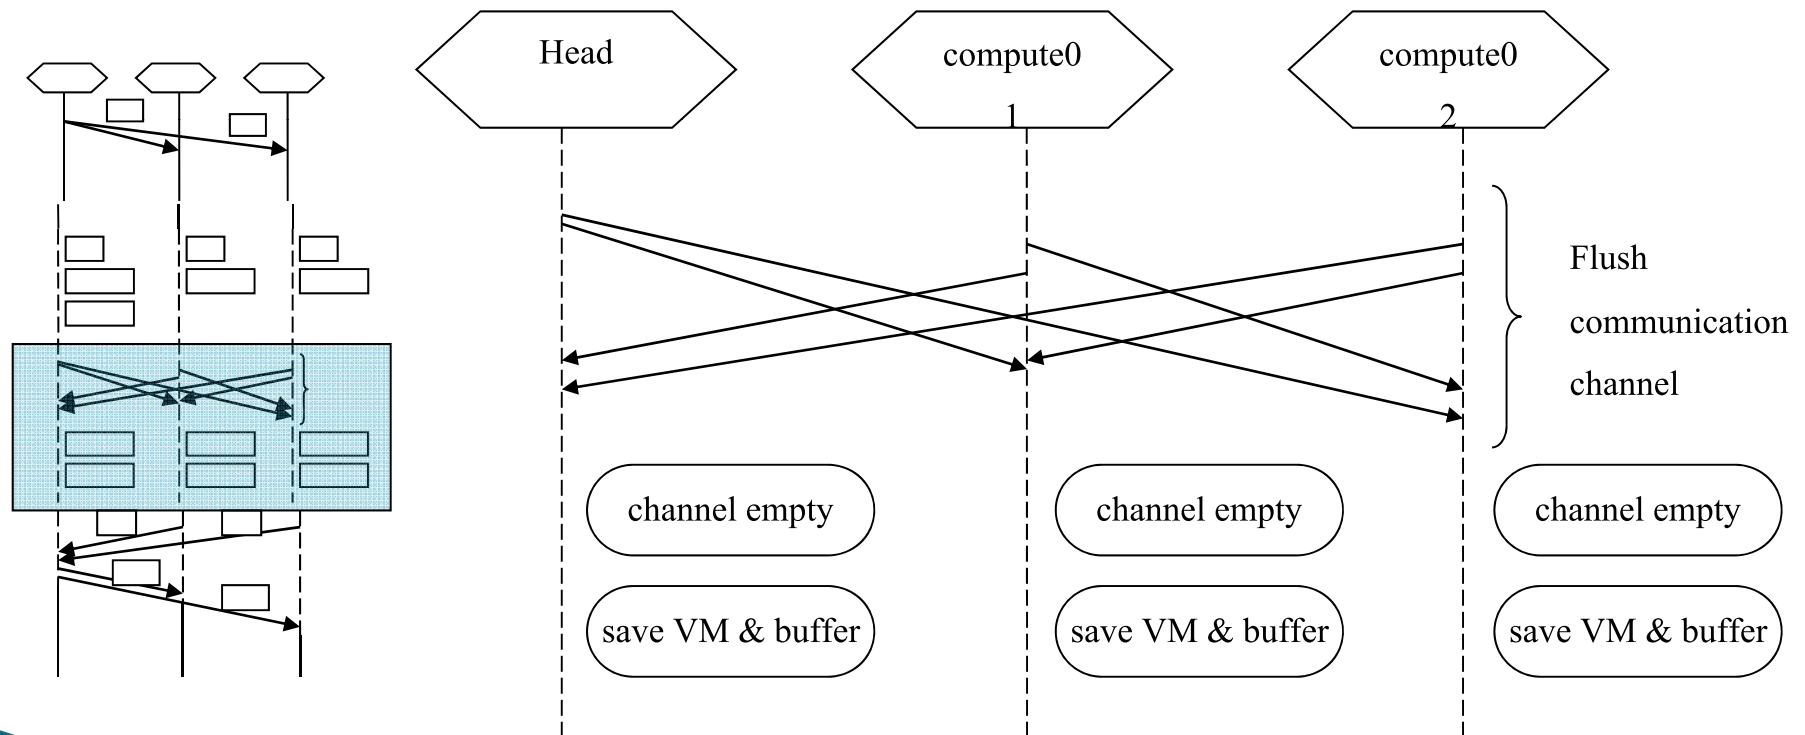 Head
compute0
1
compute0
2
Flush
communication
channel
channel empty
channel empty
channel empty
save VM & buffer
save VM & buffer
save VM & buffer